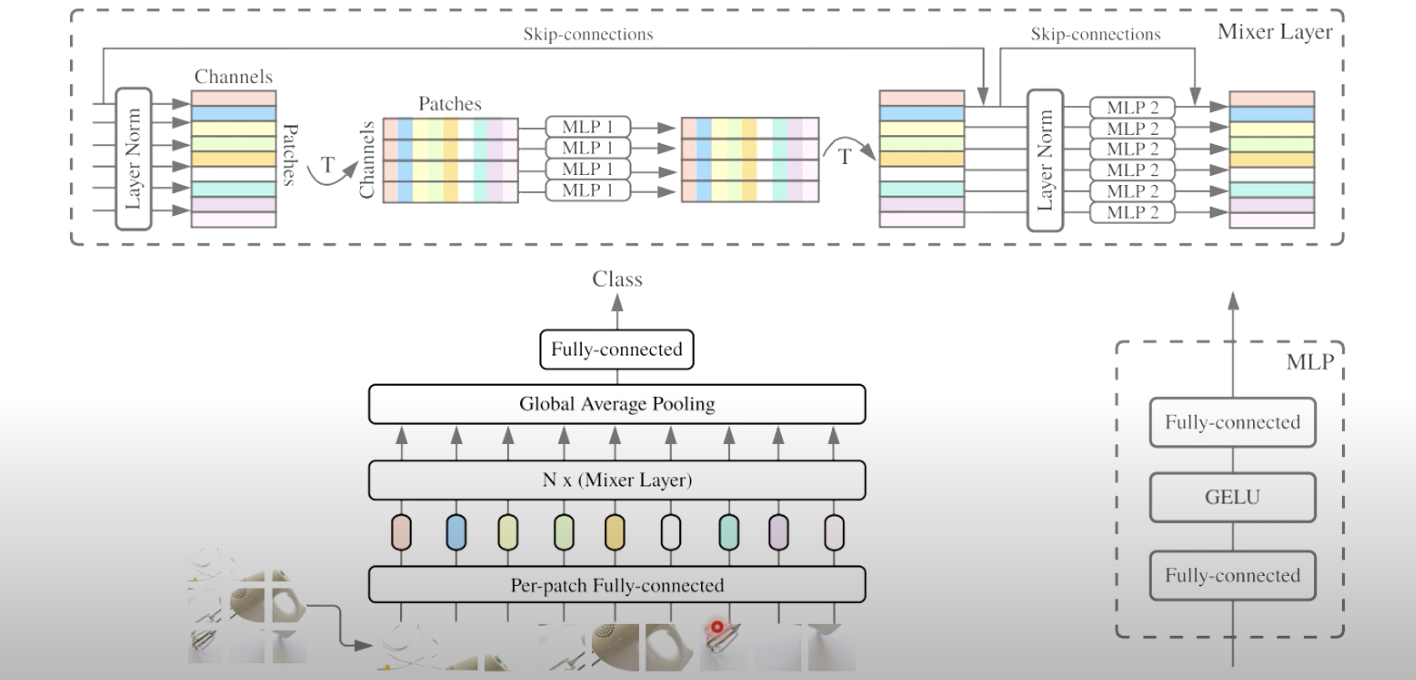 Skip-connections
Skip-connections
Mixer Layer
Channels
Layer Norm
Patches
T
Patches
Channels
MLP 1
MLP 1
MLP 1
MLP 1
T
Layer Norm
MLP 2
MLP 2
MLP 2
MLP 2
MLP 2
MLP 2
Class
Fully-connected
Global Average Pooling
N x (Mixer Layer)
Per-patch Fully-connected
MLP
Fully-connected
GELU
Fully-connected